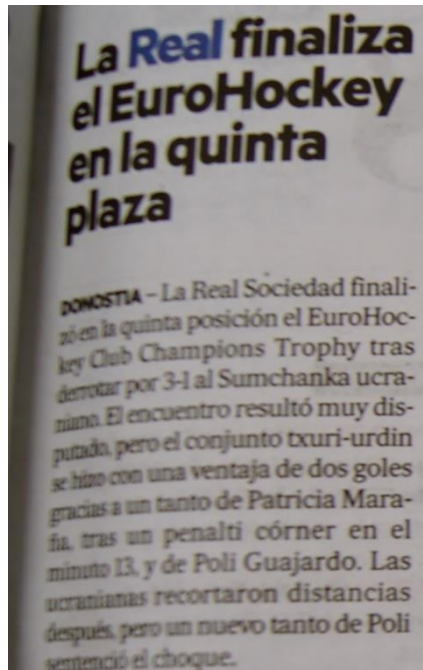 La Real finaliza
el EuroHockey
en la quinta
plaza
DONOSTIA – La Real Sociedad finali-
zó en la quinta posición el EuroHoc-
key Club Champions Trophy tras
derrotar por 3-1 al Sumchanka ucra-
niano. El encuentro resultó muy dis-
putado, pero el conjunto txuri-urdin
se hizo con una ventaja de dos goles
gracias a un tanto de Patricia Mara-
ña, tras un penalti córner en el
minuto 13, y de Poli Guajardo. Las
ucranianas recortaron distancias
después, pero un nuevo tanto de Poli
sentenció el choque.